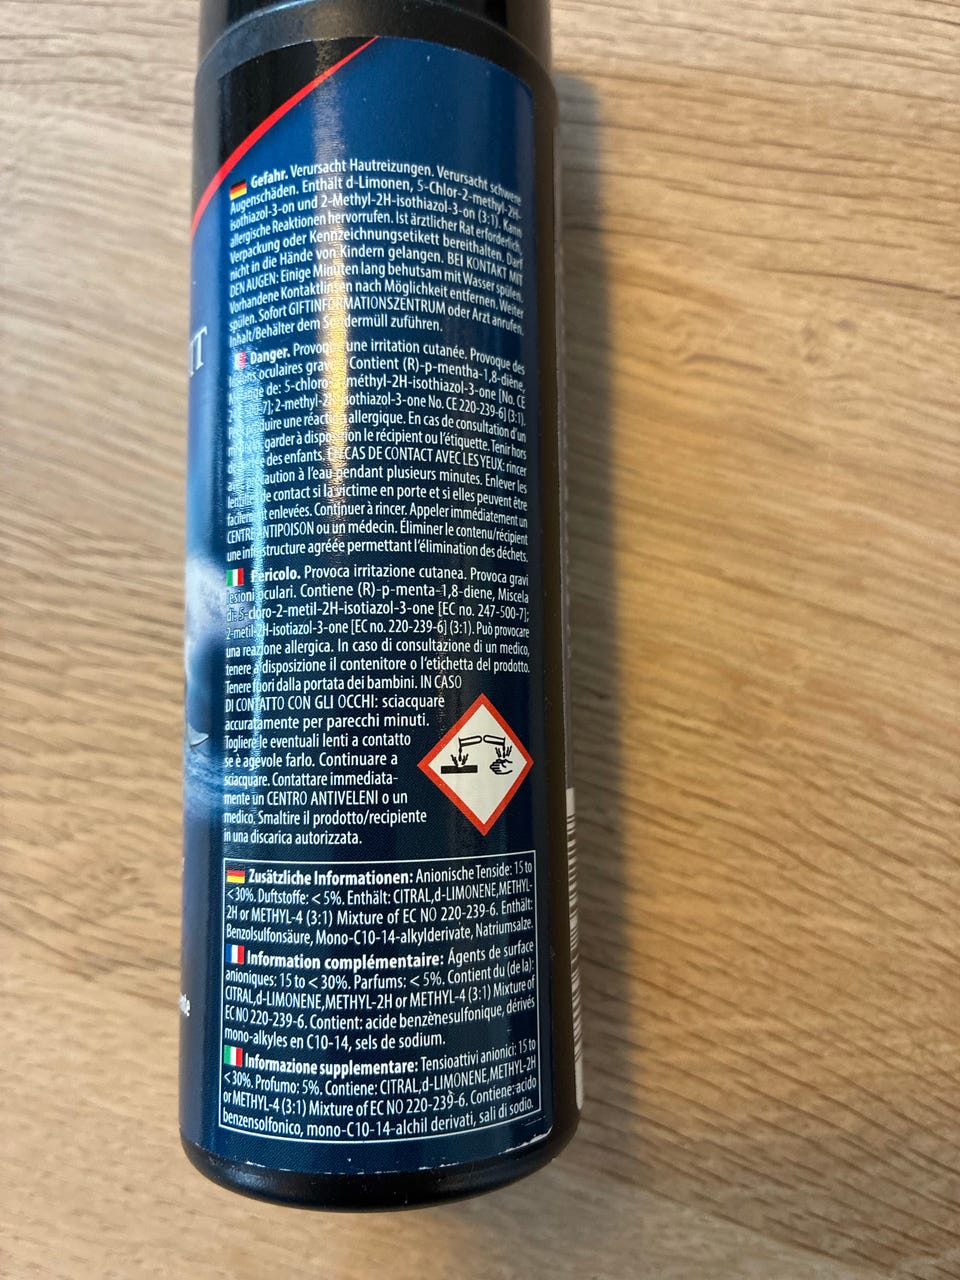 IT
Gefahr. Verursacht Hautreizungen. Verursacht schwere
Augenschäden. Enthält d-Limonen, 5-Chlor-2-methyl-2H-
isothiazol-3-on und 2-Methyl-2H-isothiazol-3-on (3:1). Kann
allergische Reaktionen hervorrufen. Ist ärztlicher Rat erforderlich,
Verpackung oder Kennzeichnungsetikett bereithalten. Darf
nicht in die Hände von Kindern gelangen. BEI KONTAKT MIT
DEN AUGEN: Einige Minuten lang behutsam mit Wasser spülen.
Vorhandene Kontaktlinsen nach Möglichkeit entfernen. Weiter
spülen. Sofort GIFTINFORMATIONSZENTRUM oder Arzt anrufen.
Inhalt/Behälter dem Sondermüll zuführen.
Danger. Provoque une irritation cutanée. Provoque des
lésions oculaires graves. Contient (R)-p-mentha-1,8-diène,
Mélange de: 5-chloro-2-méthyl-2H-isothiazol-3-one [No. CE
247-500-7]; 2-methyl-2H-isothiazol-3-one No. CE 220-239-6] (3:1).
Peut produire une réaction allergique. En cas de consultation d'un
médecin, garder à disposition le récipient ou l'étiquette. Tenir hors
de portée des enfants. EN CAS DE CONTACT AVEC LES YEUX: rincer
avec précaution à l'eau pendant plusieurs minutes. Enlever les
lentilles de contact si la victime en porte et si elles peuvent être
facilement enlevées. Continuer à rincer. Appeler immédiatement un
CENTRE ANTIPOISON ou un médecin. Éliminer le contenu/récipient
une infrastructure agréée permettant l'élimination des déchets.
Pericolo. Provoca irritazione cutanea. Provoca gravi
lesioni oculari. Contiene (R)-p-menta-1,8-diene, Miscela
di: 5-cloro-2-metil-2H-isotiazol-3-one [EC no. 247-500-7];
2-metil-2H-isotiazol-3-one [EC no. 220-239-6] (3:1). Può provocare
una reazione allergica. In caso di consultazione di un medico,
tenere a disposizione il contenitore o l'etichetta del prodotto.
Tenere fuori dalla portata dei bambini. IN CASO
DI CONTATTO CON GLI OCCHI: sciacquare
accuratamente per parecchi minuti.
Togliere le eventuali lenti a contatto
se è agevole farlo. Continuare a
sciacquare. Contattare immediata-
mente un CENTRO ANTIVELENI o un
medico. Smaltire il prodotto/recipiente
in una discarica autorizzata.
Zusätzliche Informationen: Anionische Tenside: 15 to
< 30%. Duftstoffe: < 5%. Enthält: CITRAL,d-LIMONENE,METHYL-
2H or METHYL-4 (3:1) Mixture of EC NO 220-239-6. Enthält:
Benzolsulfonsäure, Mono-C10-14-alkylderivate, Natriumsalze.
Information complémentaire: Ágents de surface
anioniques: 15 to < 30%. Parfums: < 5%. Contient du (de la):
CITRAL,d-LIMONENE,METHYL-2H or METHYL-4 (3:1) Mixture of
EC NO 220-239-6. Contient: acide benzènesulfonique, dérivés
mono-alkyles en C10-14, sels de sodium.
Informazione supplementare: Tensioattivi anionici: 15 to
< 30%. Profumo: 5%. Contiene: CITRAL,d-LIMONENE,METHYL-2H
or METHYL-4 (3:1) Mixture of EC NO 220-239-6. Contiene: acido
benzensolfonico, mono-C10-14-alchil derivati, sali di sodio.